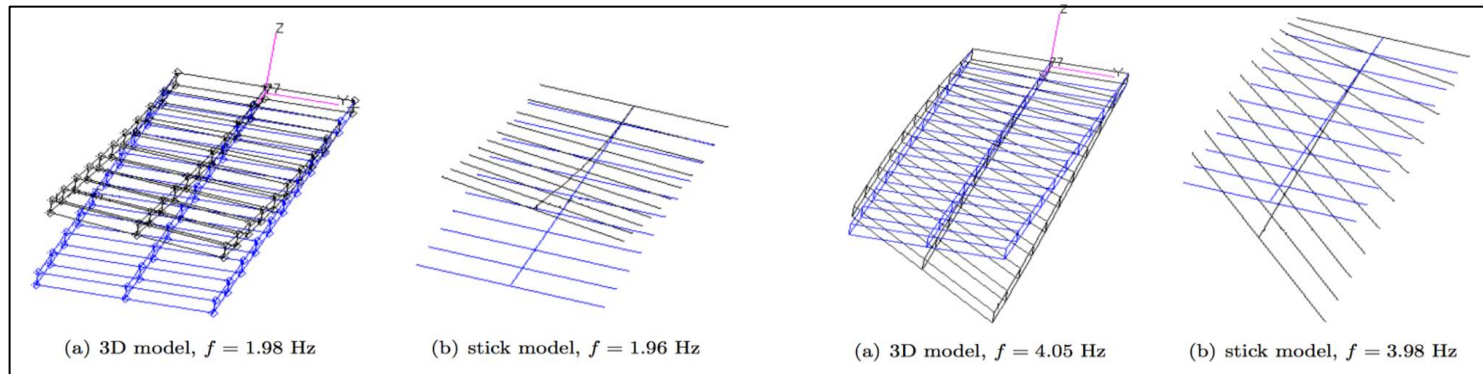 Z
Y
(a) 3D model, f = 1.98 Hz
(b) stick model, f = 1.96 Hz
Z
Y
(a) 3D model, f = 4.05 Hz
(b) stick model, f = 3.98 Hz